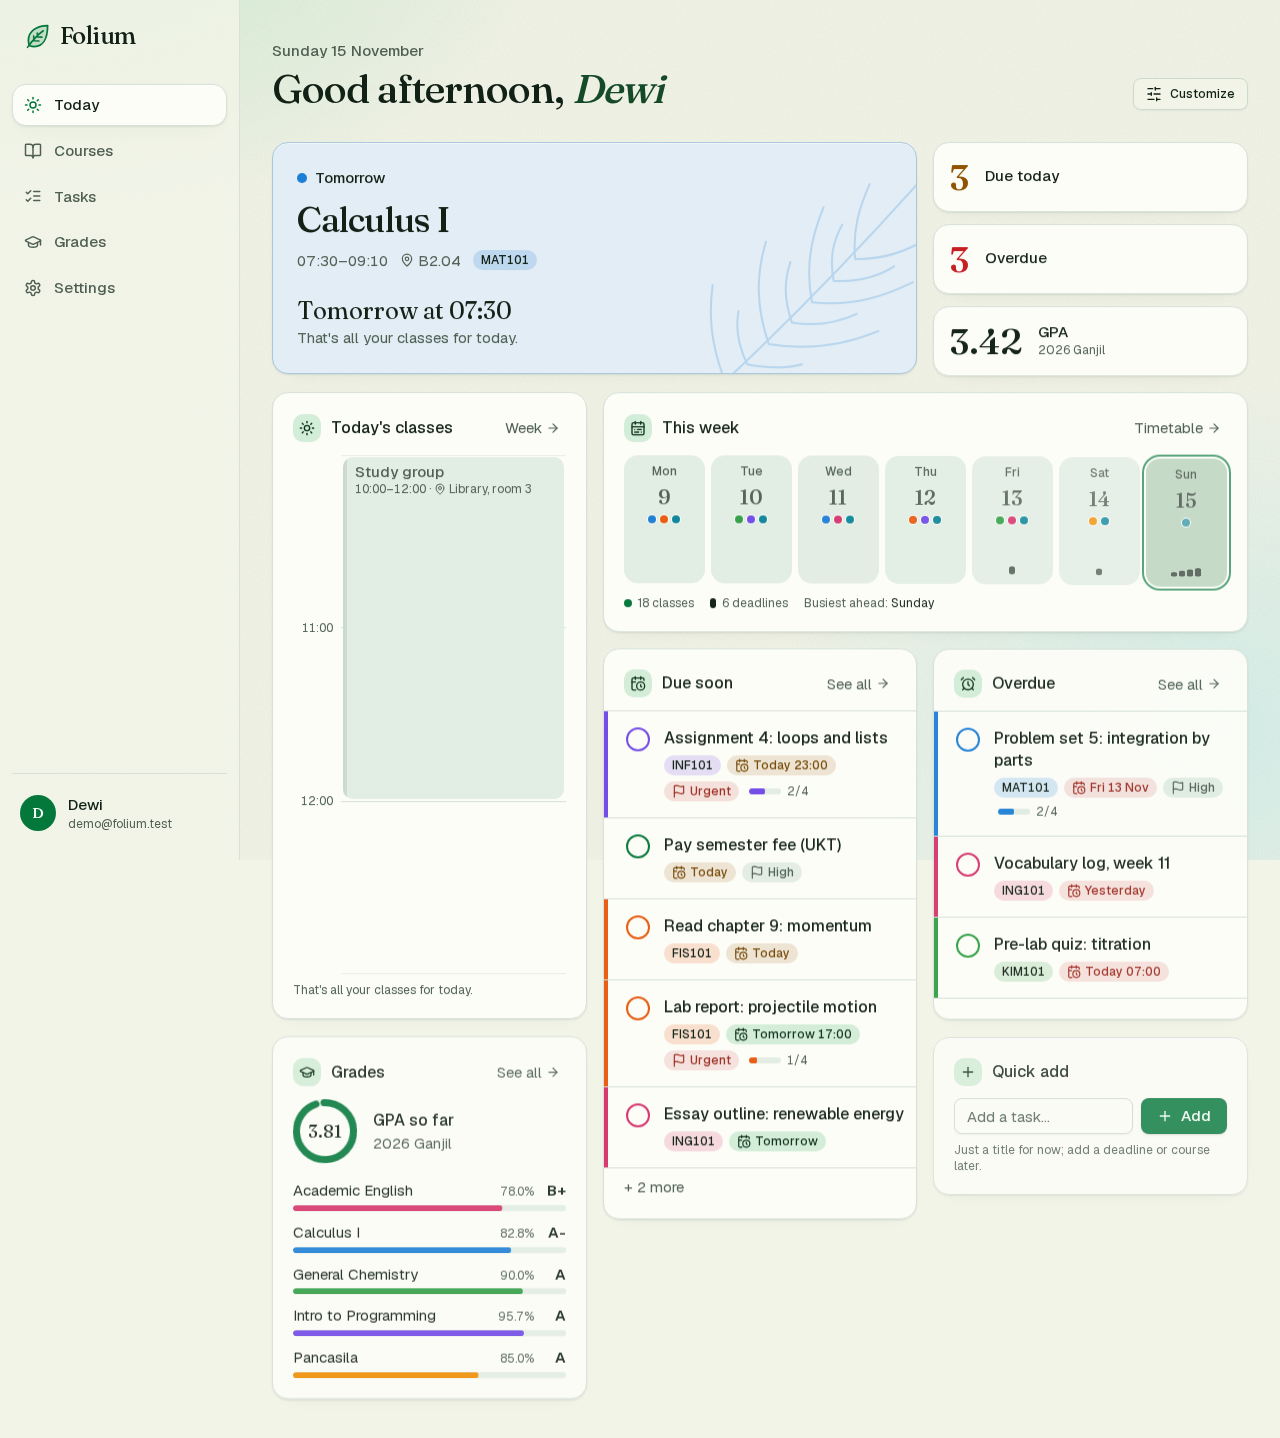 Folium
Today
Courses
Tasks
Grades
Settings
D
Dewi
demo@folium.test
Sunday 15 November
Good afternoon, Dewi
Customize
Tomorrow
Calculus I
07:30–09:10 B2.04 MAT101
Tomorrow at 07:30
That's all your classes for today.
3 Due today
3 Overdue
3.42 GPA
2026 Ganjil
Today's classes Week →
Study group
10:00–12:00 · Library, room 3
11:00
12:00
That's all your classes for today.
This week Timetable →
Mon Tue Wed Thu Fri Sat Sun
9 10 11 12 13 14 15
18 classes 6 deadlines Busiest ahead: Sunday
Due soon See all →
Assignment 4: loops and lists
INF101 Today 23:00
Urgent 2/4
Pay semester fee (UKT)
Today High
Read chapter 9: momentum
FIS101 Today
Lab report: projectile motion
FIS101 Tomorrow 17:00
Urgent 1/4
Essay outline: renewable energy
ING101 Tomorrow
+ 2 more
Overdue See all →
Problem set 5: integration by
parts
MAT101 Fri 13 Nov High
2/4
Vocabulary log, week 11
ING101 Yesterday
Pre-lab quiz: titration
KIM101 Today 07:00
Grades See all →
3.81
GPA so far
2026 Ganjil
Academic English 78.0% B+
Calculus I 82.8% A-
General Chemistry 90.0% A
Intro to Programming 95.7% A
Pancasila 85.0% A
Quick add
Add a task...
+ Add
Just a title for now; add a deadline or course
later.